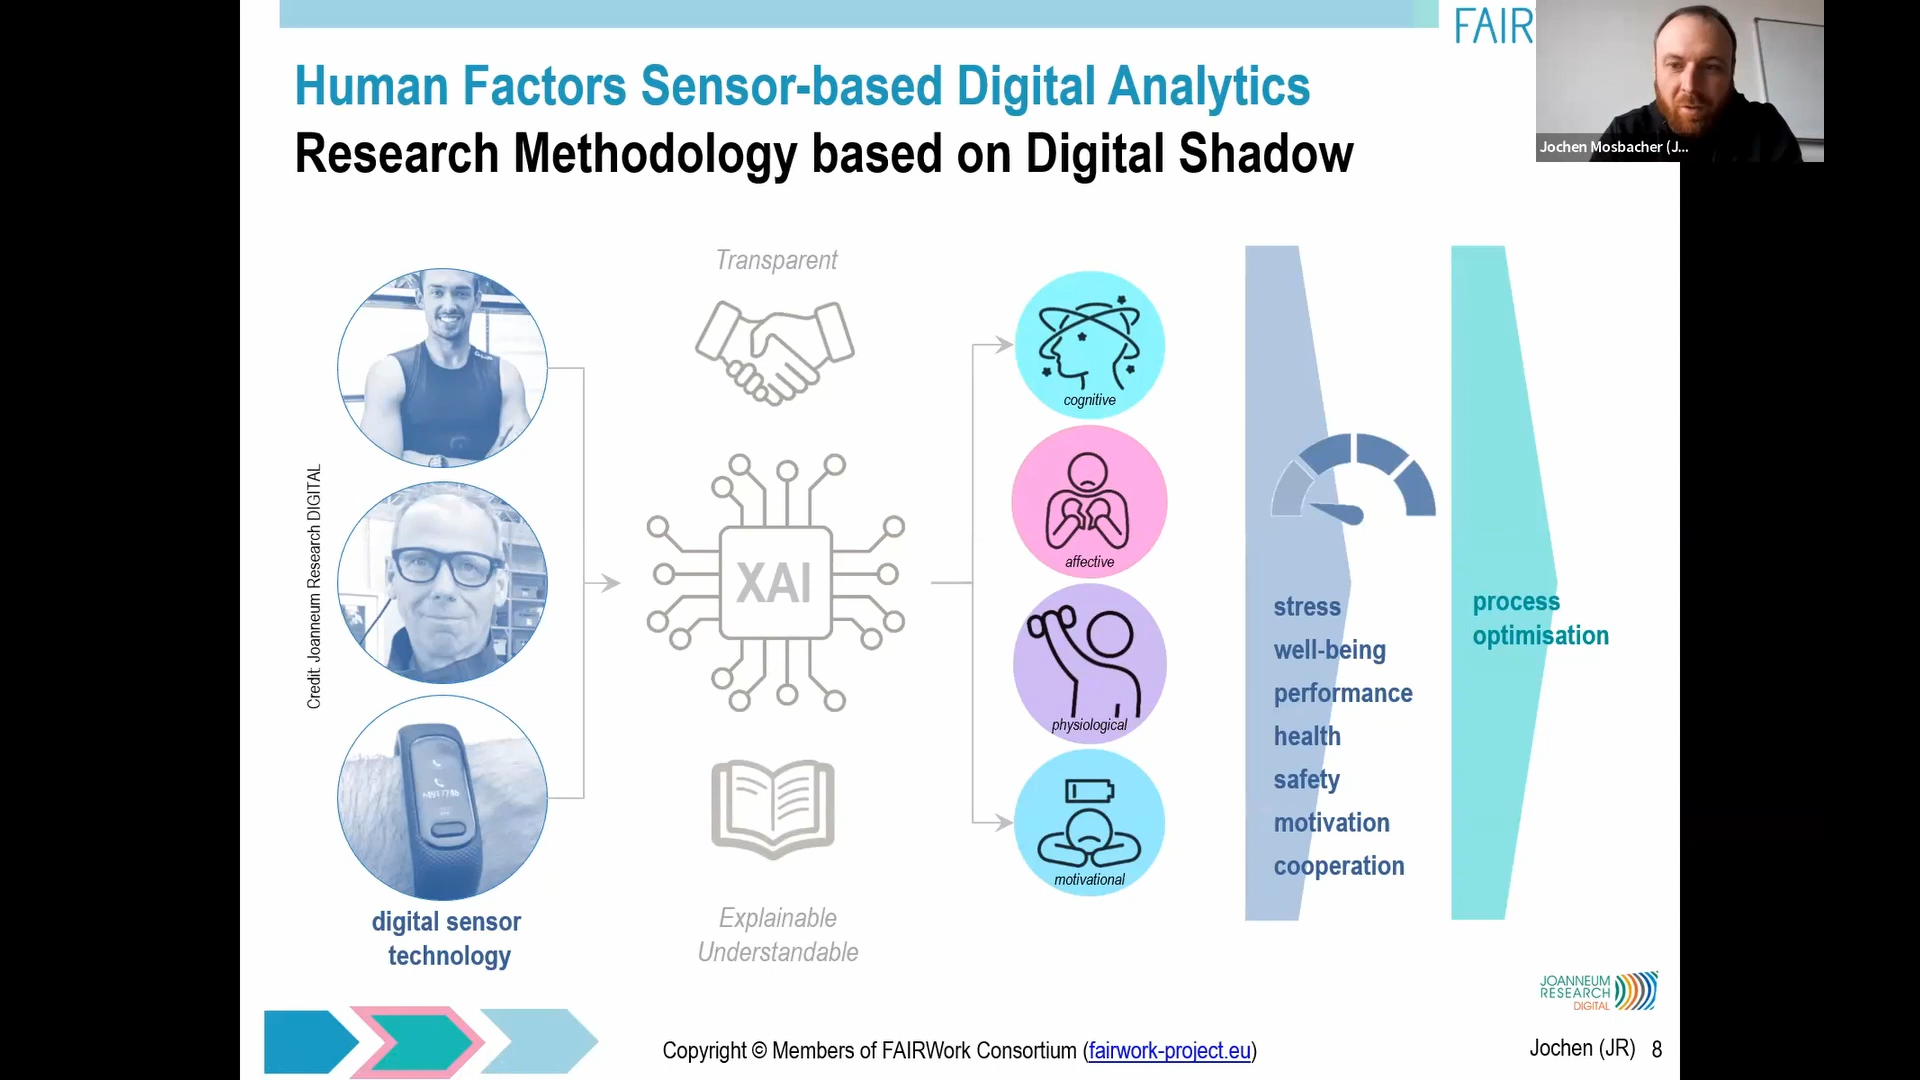 FAIR
Jochen Mosbacher (J...
Human Factors Sensor-based Digital Analytics
Research Methodology based on Digital Shadow
Credit: Joanneum Research DIGITAL
digital sensor
technology
Transparent
XAI
Explainable
Understandable
cognitive
affective
physiological
motivational
stress
well-being
performance
health
safety
motivation
cooperation
process
optimisation
JOANNEUM
RESEARCH
DIGITAL
Copyright © Members of FAIRWork Consortium (fairwork-project.eu)
Jochen (JR) 8